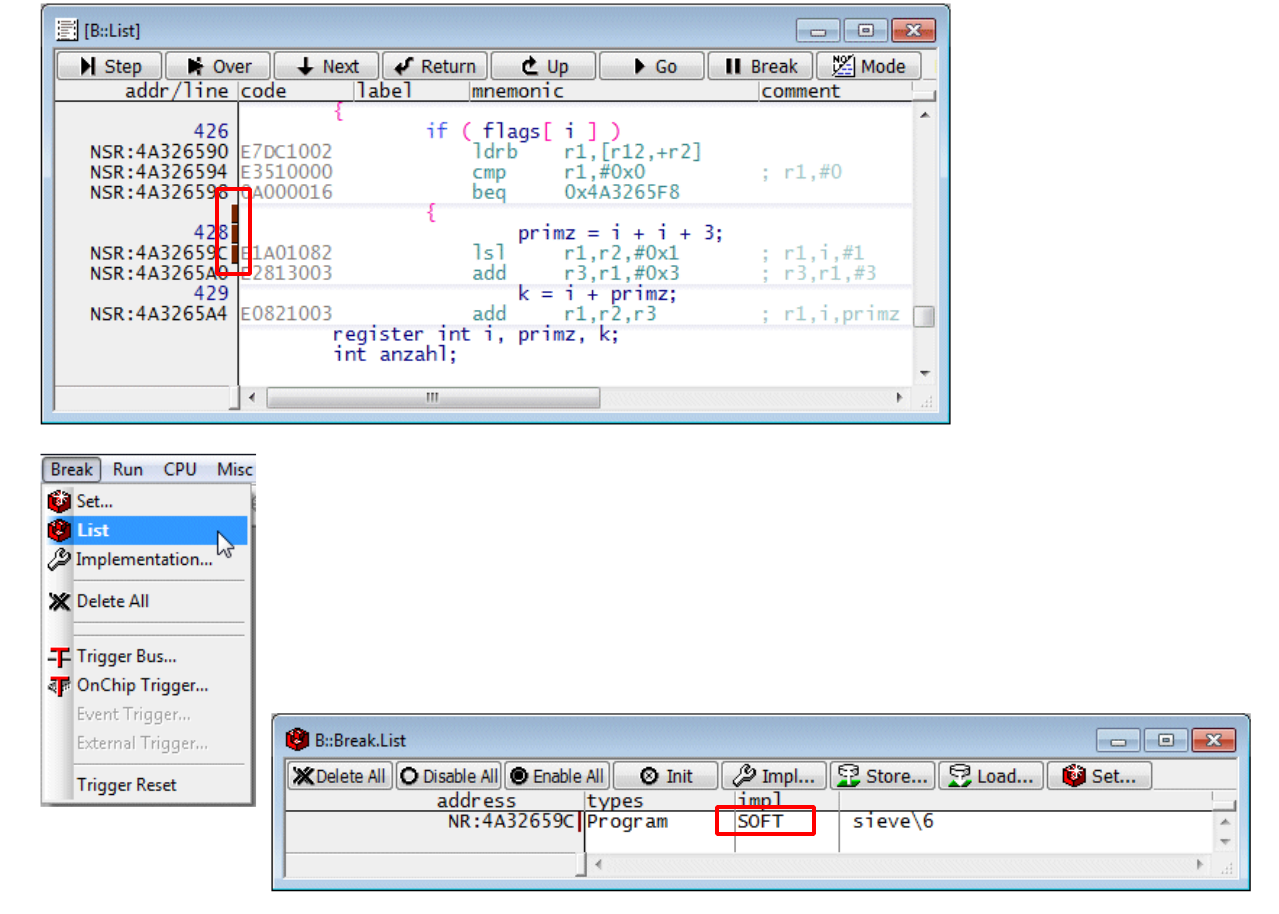 [B::List]
Step Over Next Return Up Go Break Mode
addr/line code label mnemonic comment
{
426 if ( flags[ i ] )
NSR:4A326590 E7DC1002 ldrb r1,[r12,+r2]
NSR:4A326594 E3510000 cmp r1,#0x0 ; r1,#0
NSR:4A326598 0A000016 beq 0x4A3265F8
{
428 primz = i + i + 3;
NSR:4A32659C E1A01082 lsl r1,r2,#0x1 ; r1,i,#1
NSR:4A3265A0 E2813003 add r3,r1,#0x3 ; r3,r1,#3
429 k = i + primz;
NSR:4A3265A4 E0821003 add r1,r2,r3 ; r1,i,primz
register int i, primz, k;
int anzahl;
Break Run CPU Misc
Set...
List
Implementation...
Delete All
Trigger Bus...
OnChip Trigger...
Event Trigger...
External Trigger...
Trigger Reset
B::Break.List
Delete All Disable All Enable All Init Impl... Store... Load... Set...
address types impl
NR:4A32659C Program SOFT sieve\6